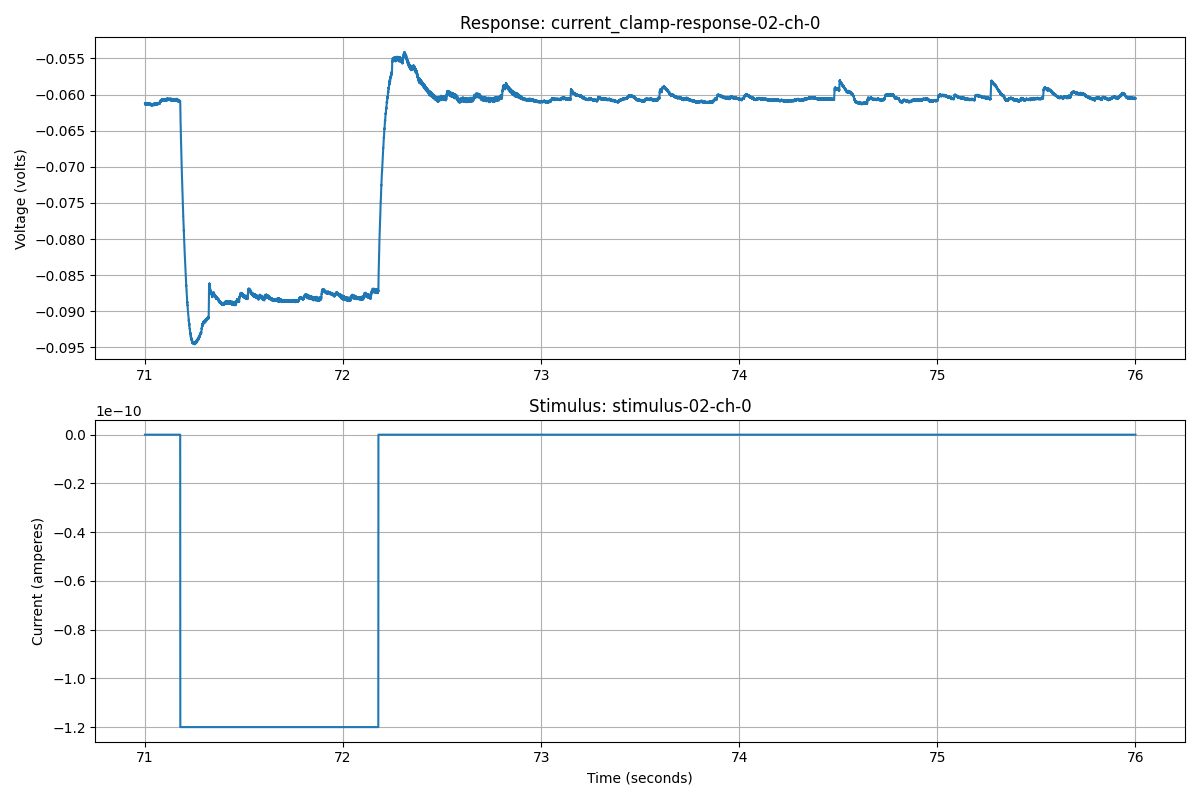 Response: current_clamp-response-02-ch-0
Voltage (volts)
−0.055
−0.060
−0.065
−0.070
−0.075
−0.080
−0.085
−0.090
−0.095
71 72 73 74 75 76
Stimulus: stimulus-02-ch-0
1e−10
Current (amperes)
0.0
−0.2
−0.4
−0.6
−0.8
−1.0
−1.2
71 72 73 74 75 76
Time (seconds)